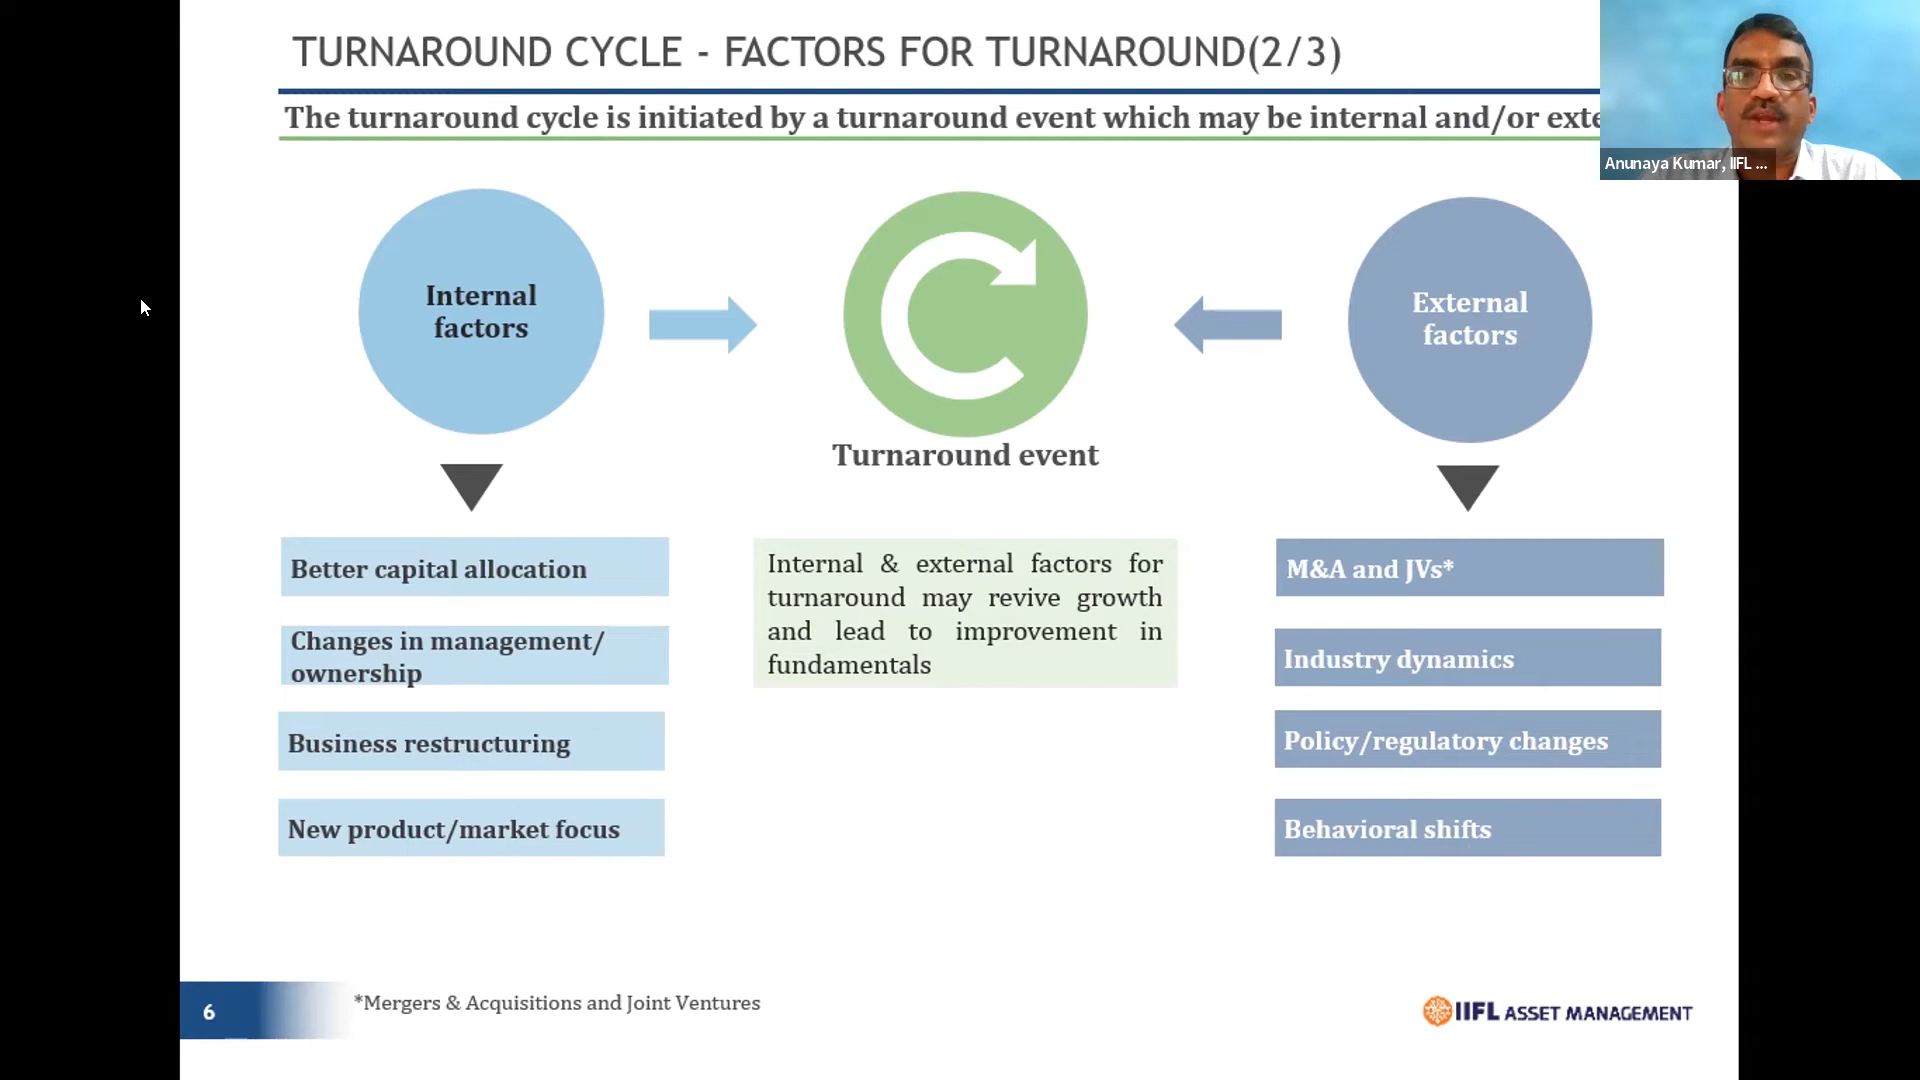 TURNAROUND CYCLE - FACTORS FOR TURNAROUND(2/3)
The turnaround cycle is initiated by a turnaround event which may be internal and/or exte
Anunaya Kumar, IIFL ...
Internal
factors
External
factors
Turnaround event
Better capital allocation
Changes in management/
ownership
Business restructuring
New product/market focus
Internal & external factors for
turnaround may revive growth
and lead to improvement in
fundamentals
M&A and JVs*
Industry dynamics
Policy/regulatory changes
Behavioral shifts
6
*Mergers & Acquisitions and Joint Ventures
IIFL ASSET MANAGEMENT